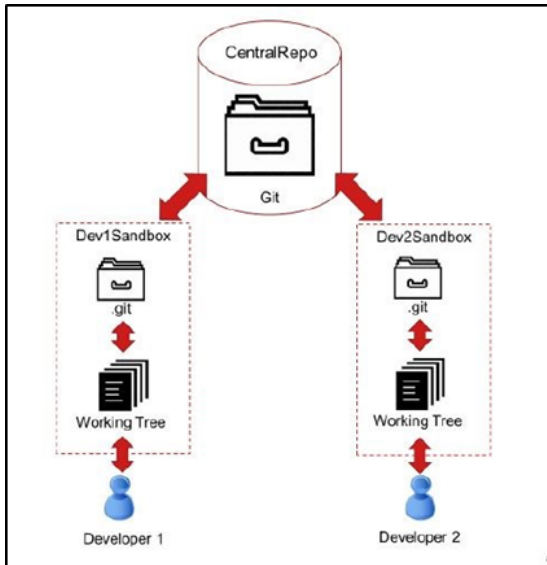 CentralRepo
Git
Dev1Sandbox
.git
Working Tree
Developer 1
Dev2Sandbox
.git
Working Tree
Developer 2